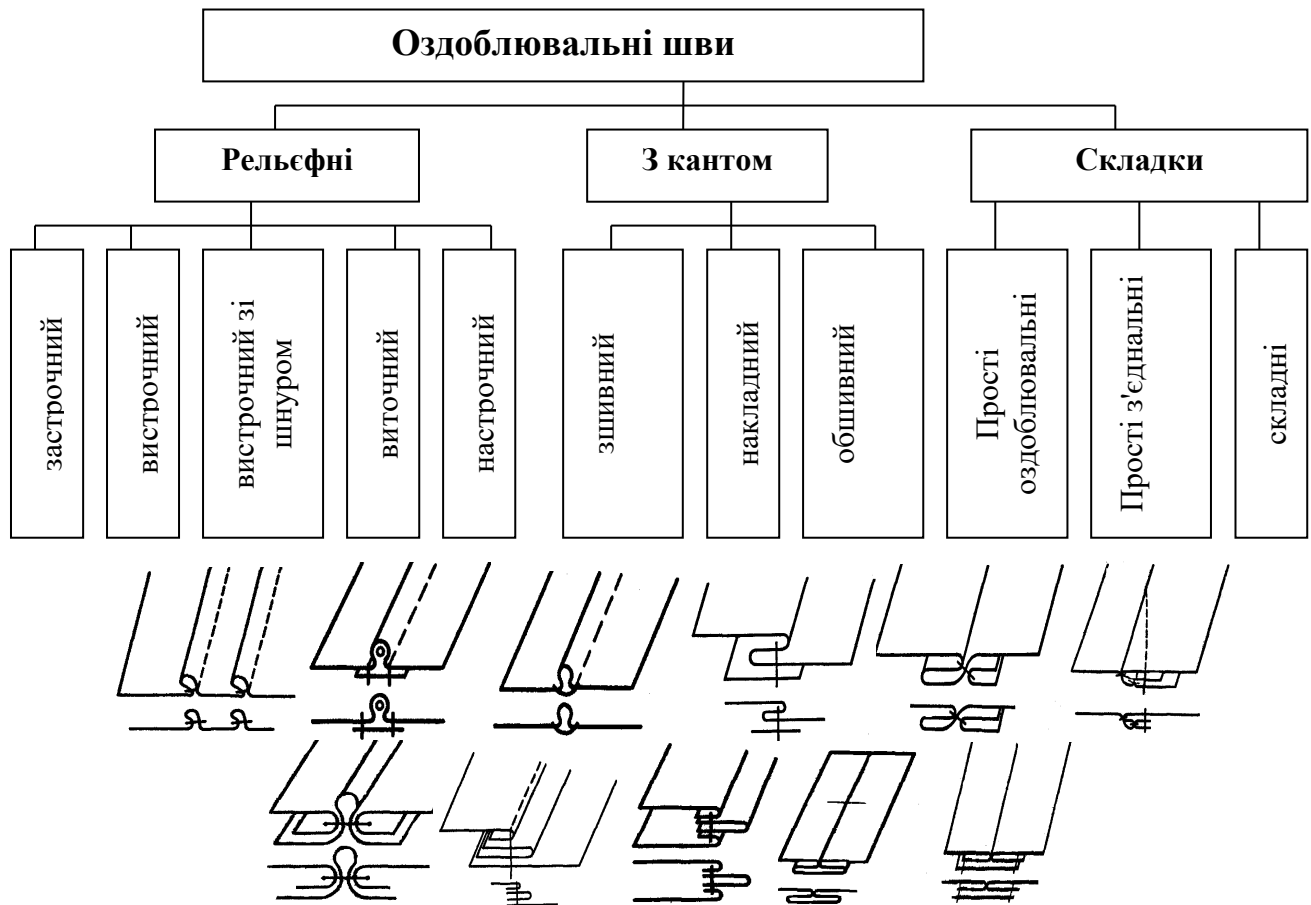 Оздоблювальні шви
Рельєфні
З кантом
Складки
застрочний
вистрочний
вистрочний зі
шнуром
виточний
настрочний
зшивний
накладний
обшивний
Прості
оздоблювальні
Прості з'єднальні
складні